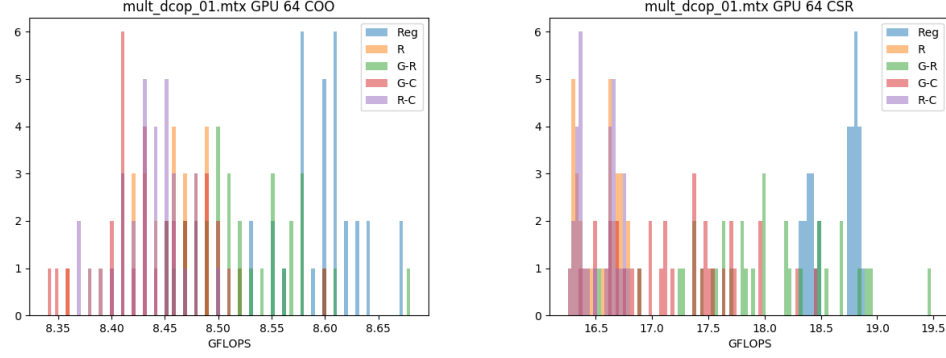 mult_dcop_01.mtx GPU 64 COO
6
5
4
3
2
1
0
8.35 8.40 8.45 8.50 8.55 8.60 8.65
GFLOPS
Reg
R
G-R
G-C
R-C
mult_dcop_01.mtx GPU 64 CSR
6
5
4
3
2
1
0
16.5 17.0 17.5 18.0 18.5 19.0 19.5
GFLOPS
Reg
R
G-R
G-C
R-C